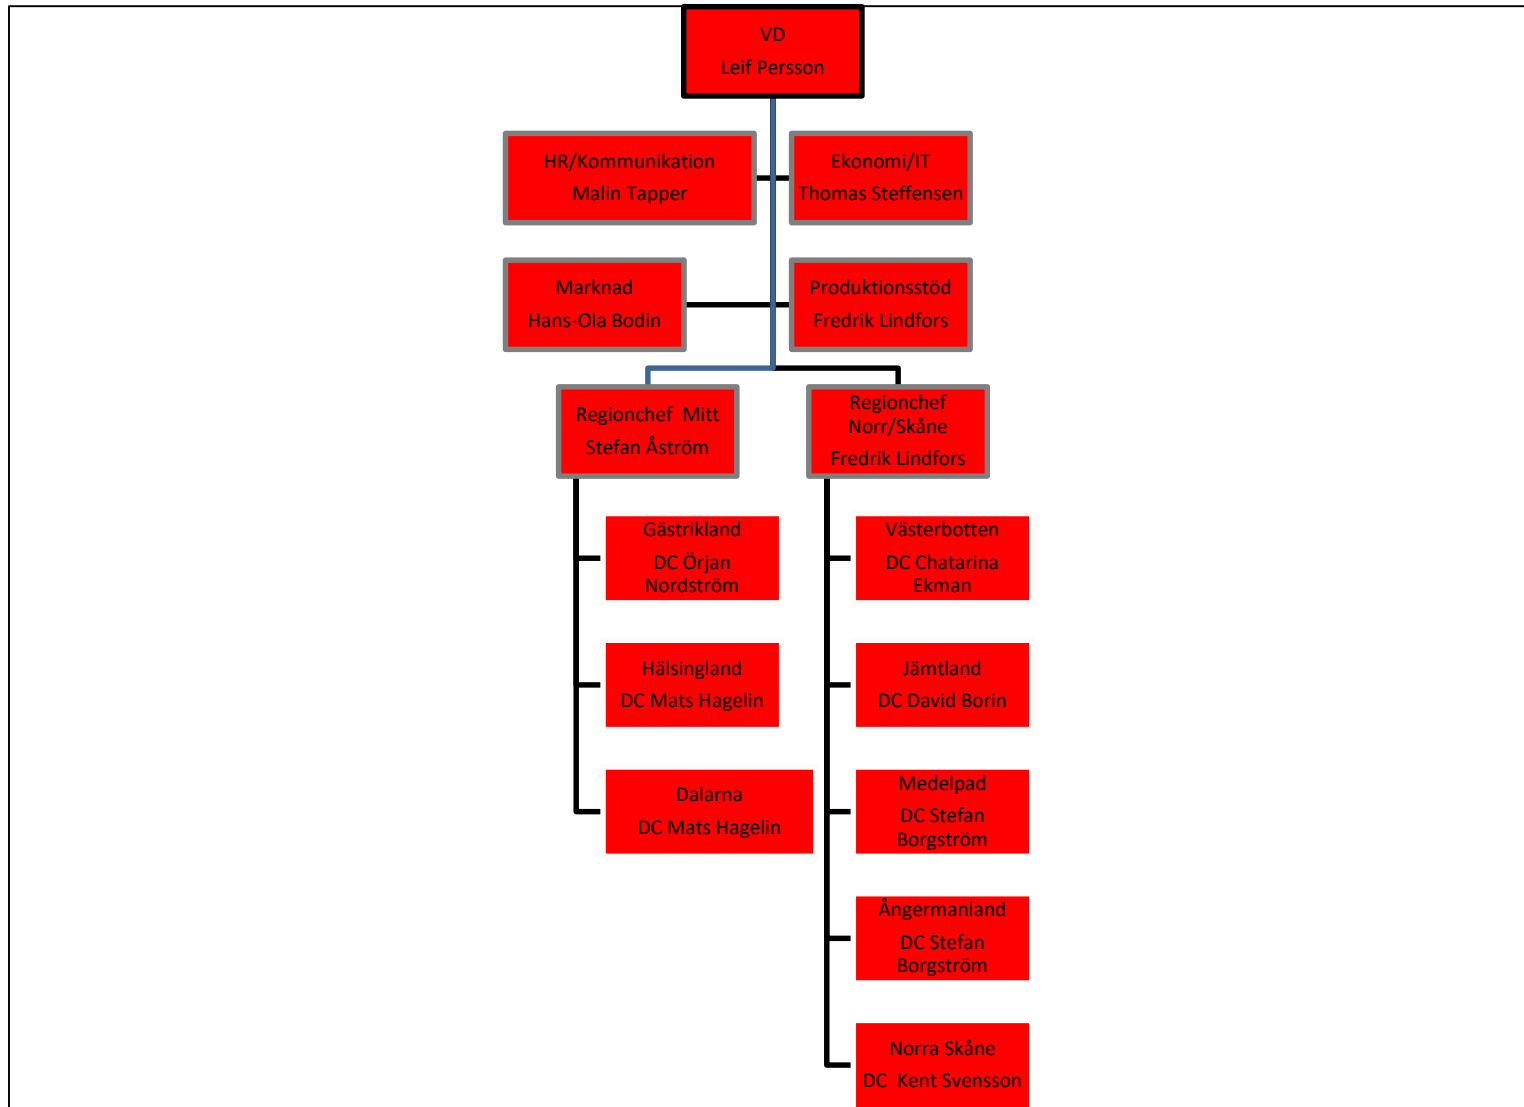 VD
Leif Persson
HR/Kommunikation
Malin Tapper
Ekonomi/IT
Thomas Steffensen
Marknad
Hans-Ola Bodin
Produktionsstöd
Fredrik Lindfors
Regionchef  Mitt
Stefan Åström
Regionchef
Norr/Skåne
Fredrik Lindfors
Gästrikland
DC Örjan
Nordström
Hälsingland
DC Mats Hagelin
Dalarna
DC Mats Hagelin
Västerbotten
DC Chatarina
Ekman
Jämtland
DC David Borin
Medelpad
DC Stefan
Borgström
Ångermanland
DC Stefan
Borgström
Norra Skåne
DC  Kent Svensson